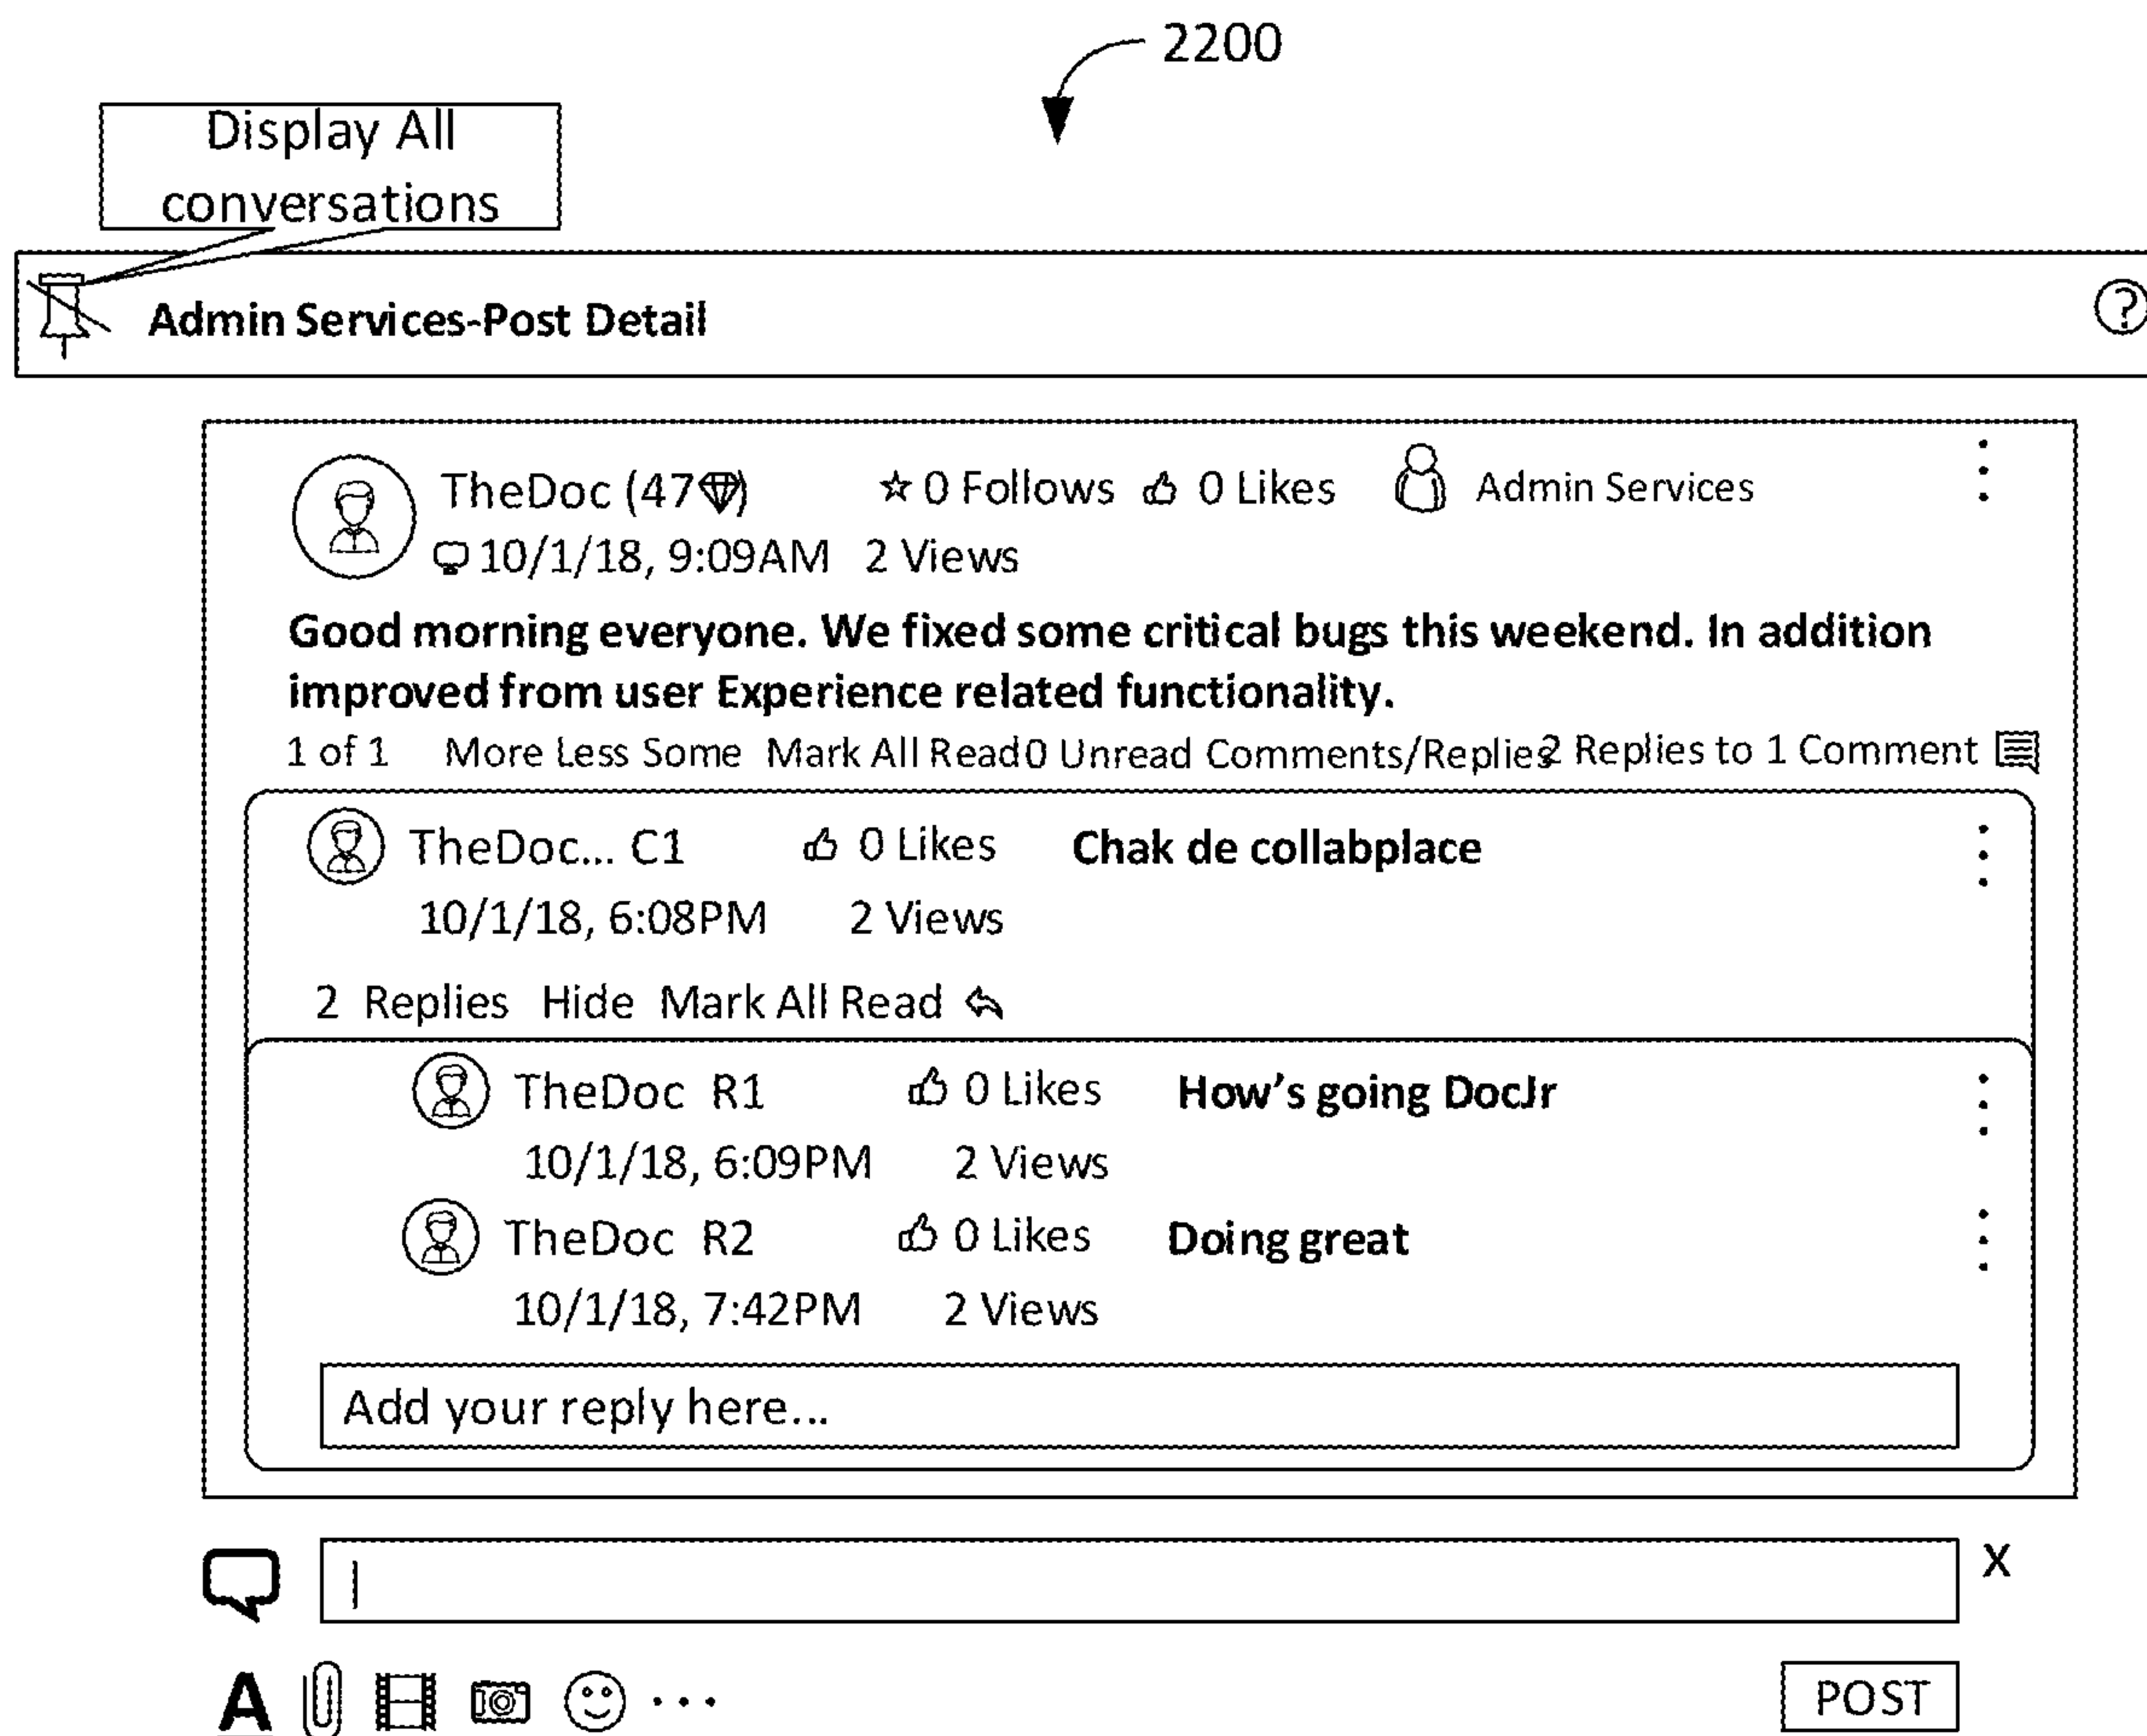 2200
Display All
conversations
Admin Services-Post Detail ?
TheDoc (47) 0 Follows 0 Likes Admin Services
10/1/18, 9:09AM 2 Views
Good morning everyone. We fixed some critical bugs this weekend. In addition
improved from user Experience related functionality.
1 of 1 More Less Some Mark All Read 0 Unread Comments/Replies 2 Replies to 1 Comment
TheDoc... C1 0 Likes Chak de collabplace
10/1/18, 6:08PM 2 Views
2 Replies Hide Mark All Read
TheDoc R1 0 Likes How's going DocJr
10/1/18, 6:09PM 2 Views
TheDoc R2 0 Likes Doing great
10/1/18, 7:42PM 2 Views
Add your reply here...
X
A ... POST